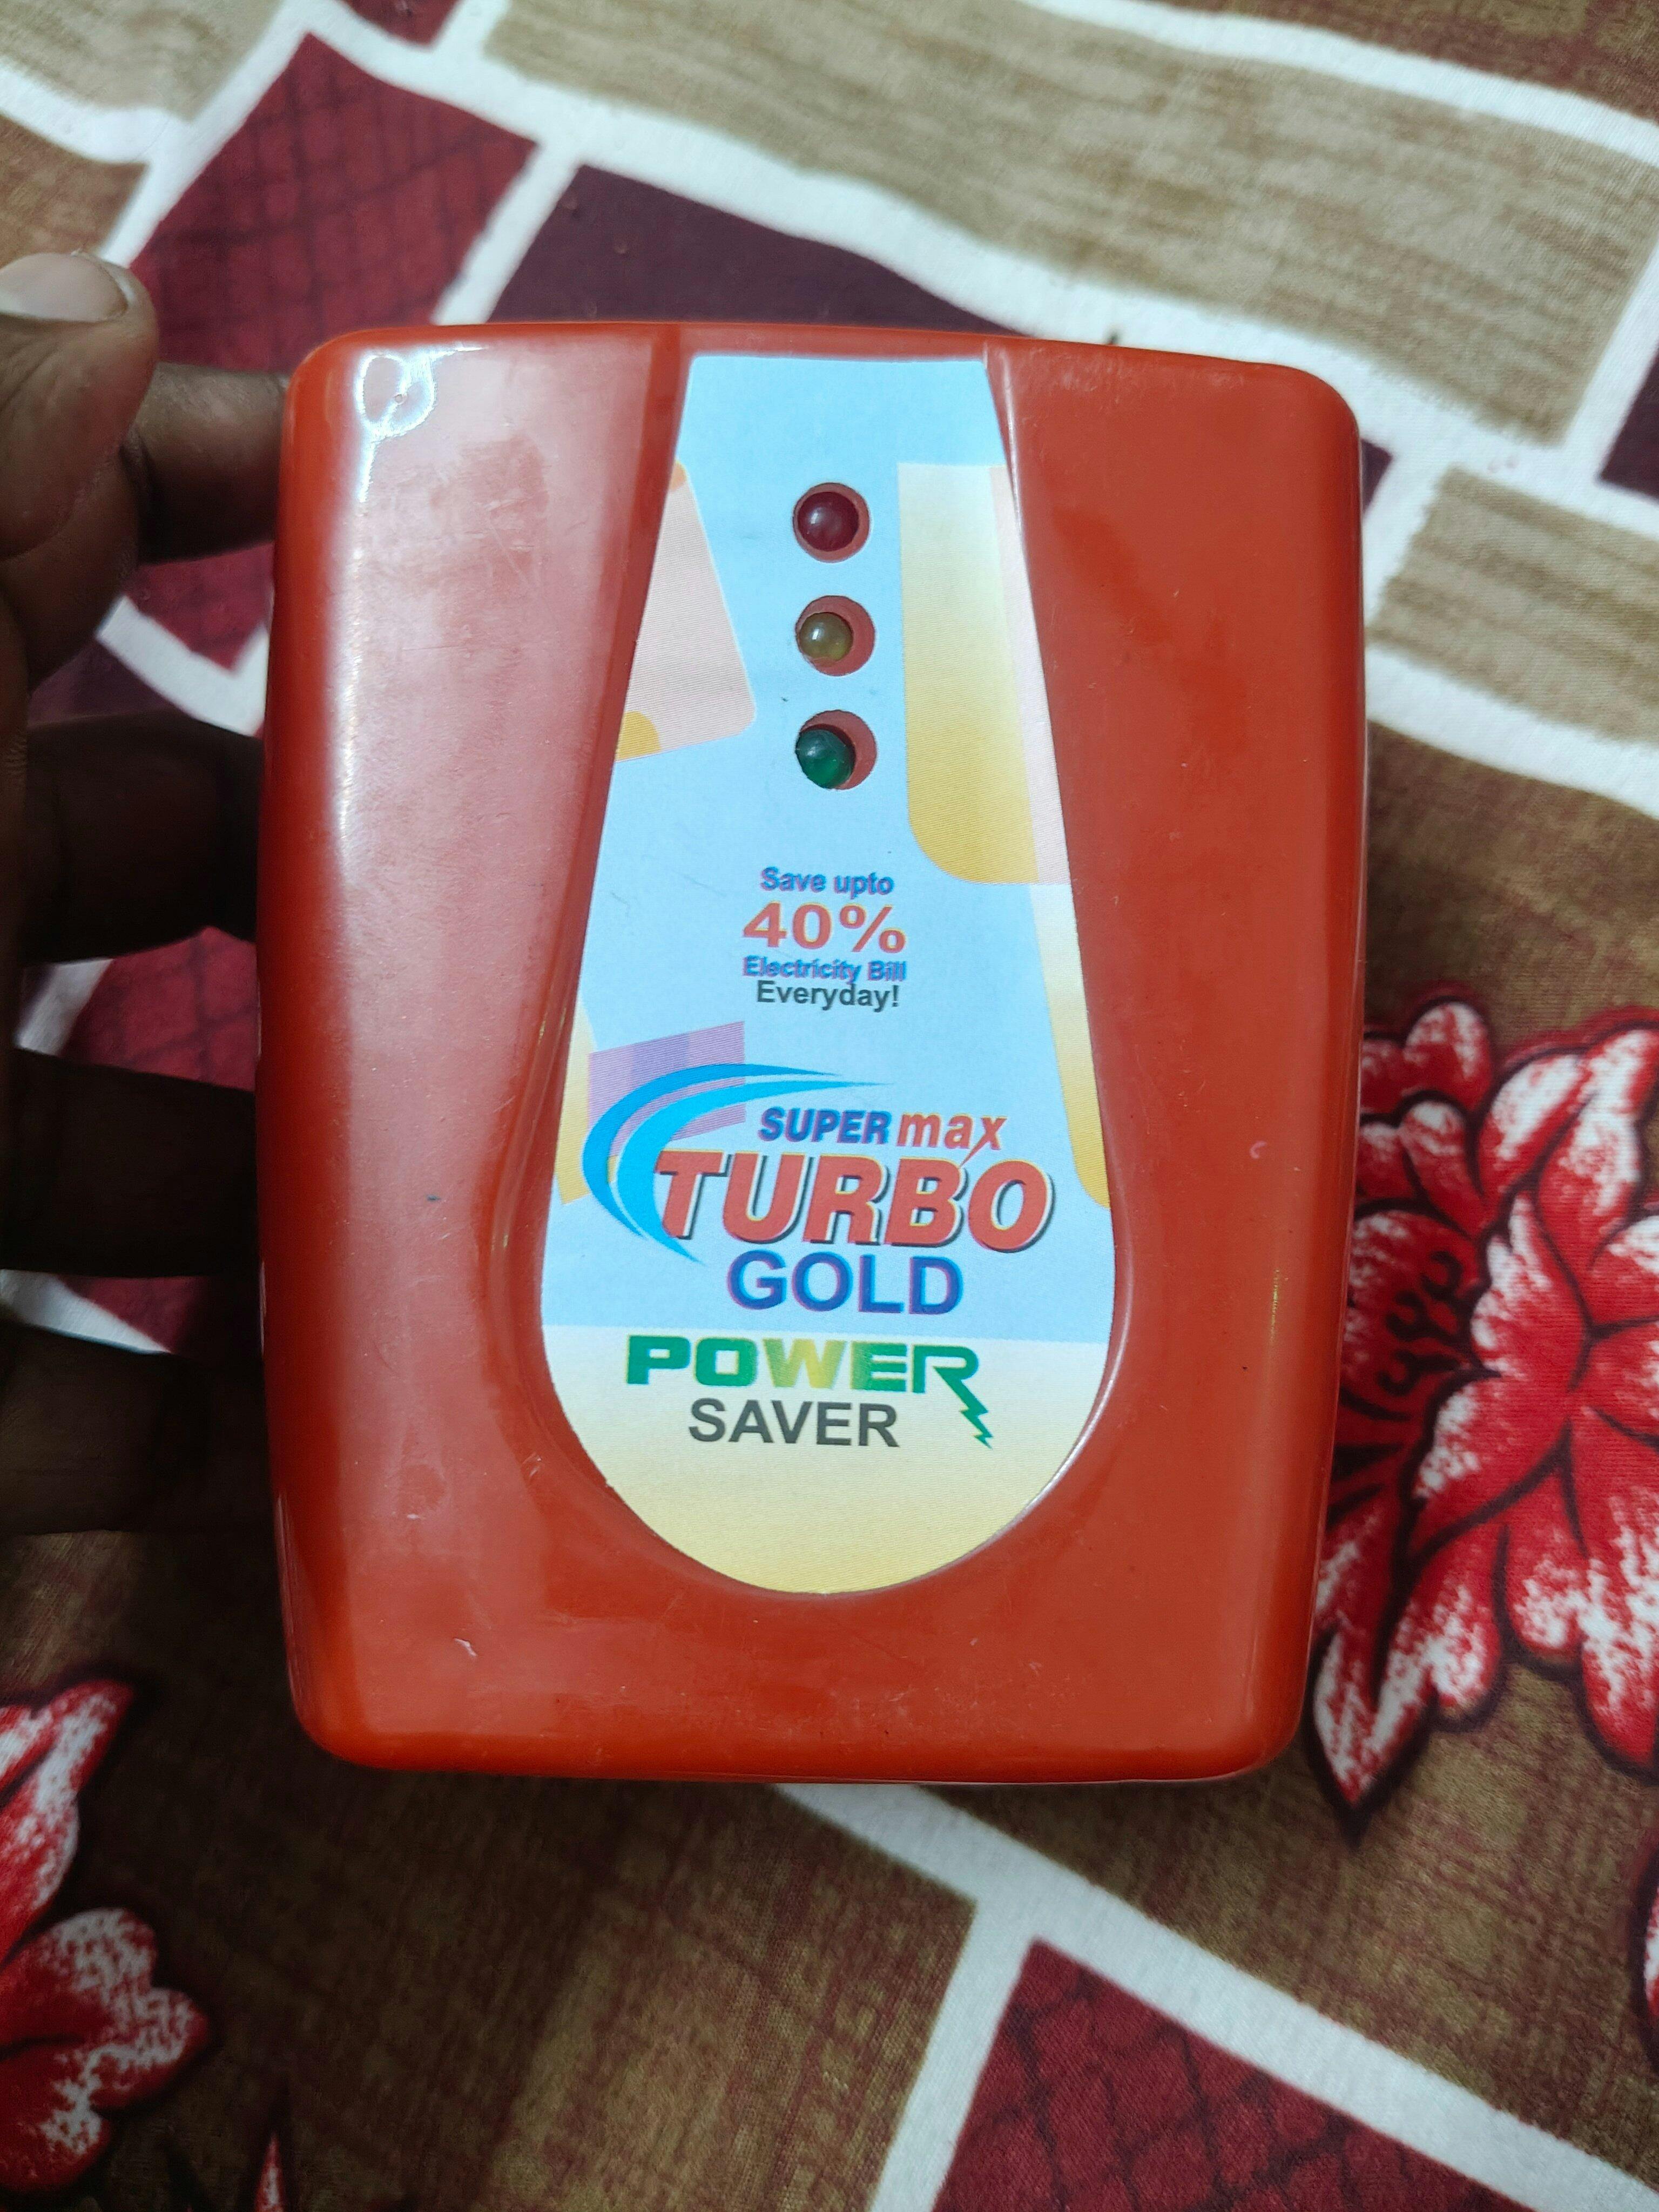 Save upto
40%
Electricity Bill
Everyday!
SUPER max
TURBO
GOLD
POWER
SAVER